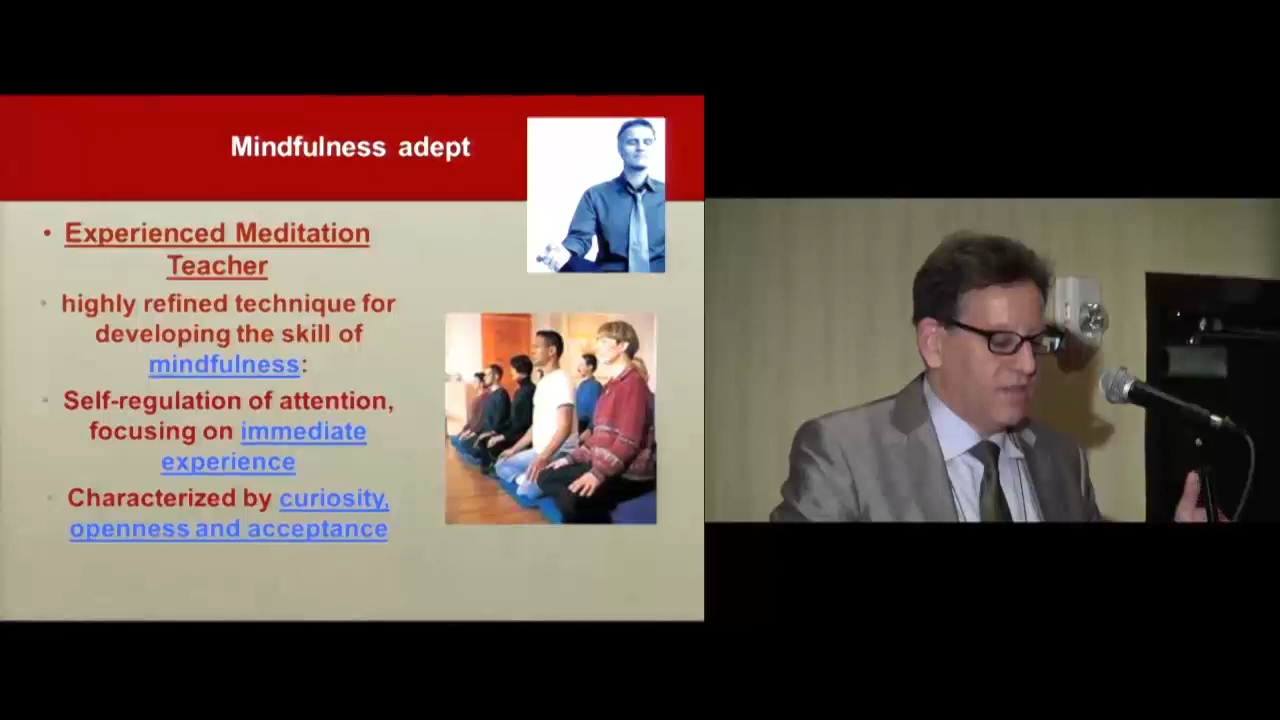 Mindfulness adept
• Experienced Meditation
Teacher
• highly refined technique for
developing the skill of
mindfulness:
• Self-regulation of attention,
focusing on immediate
experience
• Characterized by curiosity,
openness and acceptance